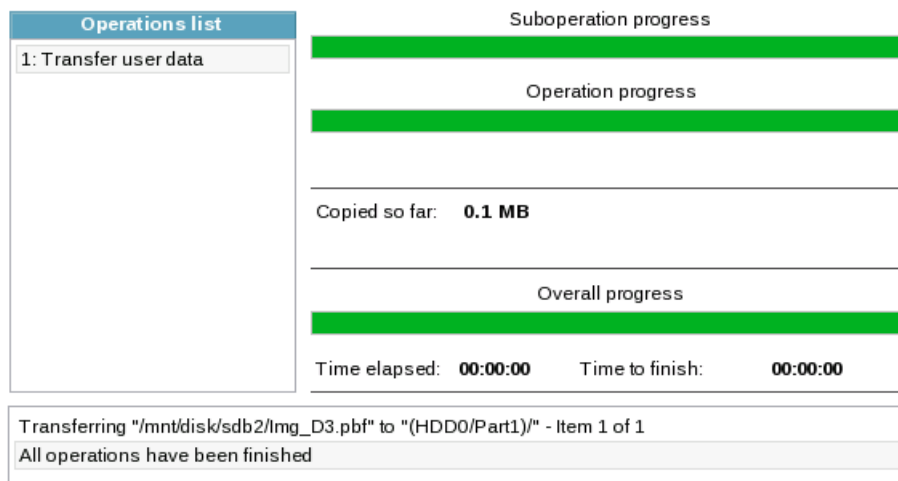 Operations list
1: Transfer user data
Suboperation progress
Operation progress
Copied so far: 0.1 MB
Overall progress
Time elapsed: 00:00:00 Time to finish: 00:00:00
Transferring "/mnt/disk/sdb2/Img_D3.pbf" to "(HDD0/Part1)/" - Item 1 of 1
All operations have been finished